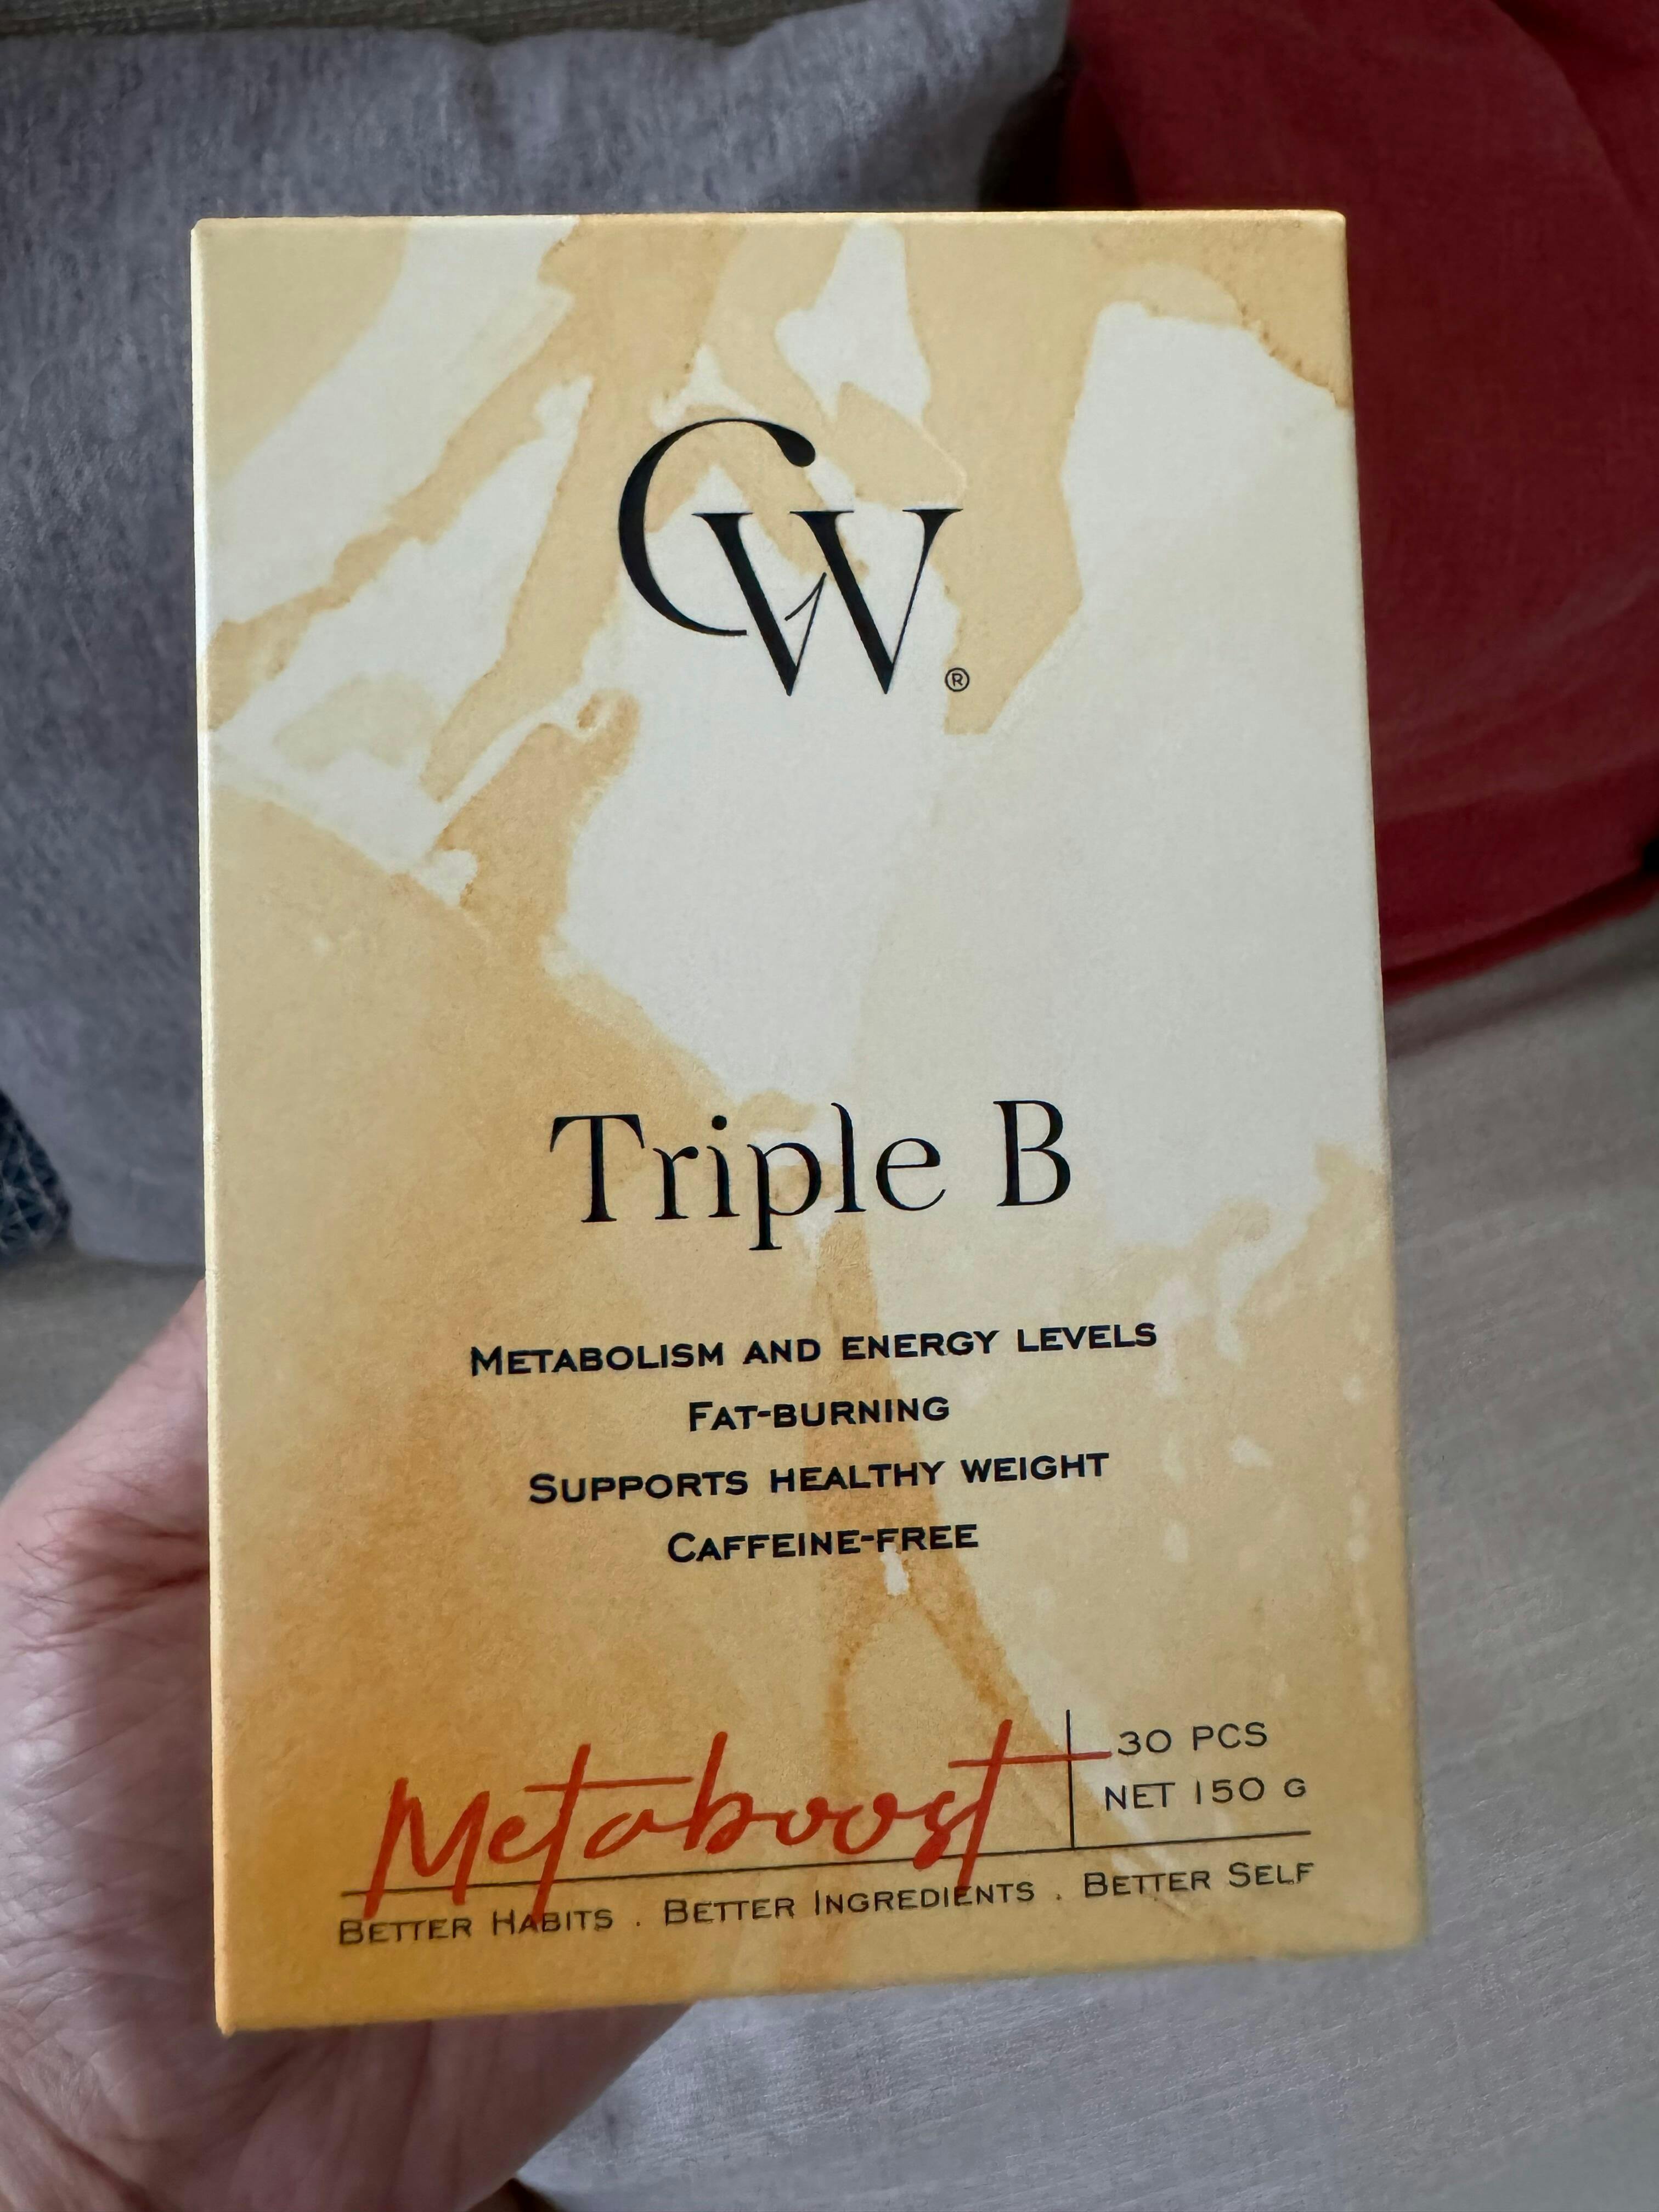 CW®
Triple B
METABOLISM AND ENERGY LEVELS
FAT-BURNING
SUPPORTS HEALTHY WEIGHT
CAFFEINE-FREE
Metaboost
30 PCS
NET 150 G
BETTER HABITS . BETTER INGREDIENTS . BETTER SELF